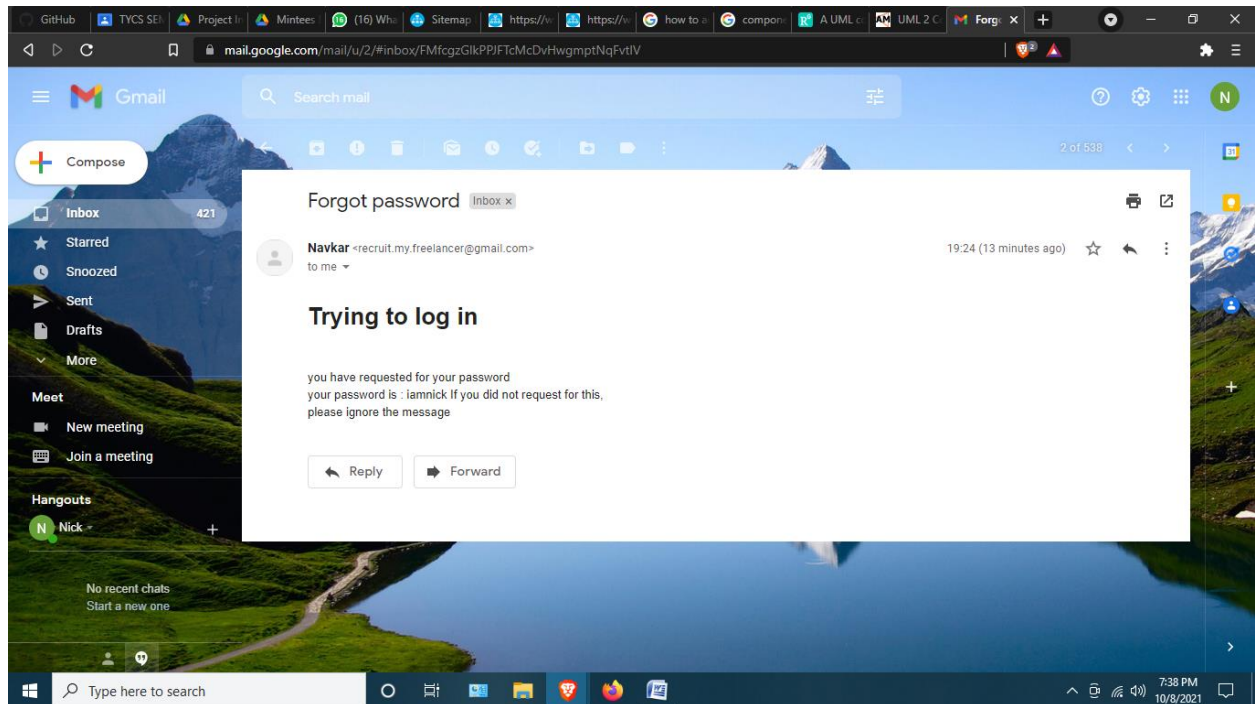 GitHub TYCS SEM Project In Mintees (16) Wha Sitemap https://w https://w how to a compone A UML c UML 2 C Forgo
mail.google.com/mail/u/2/#inbox/FMfcgzGlkPPJFTcMcDvHwgmptNqFvtlV
2
Gmail
Search mail
N
Compose
2 of 538
31
Forgot password Inbox x
Inbox 421
Navkar <recruit.my.freelancer@gmail.com> 19:24 (13 minutes ago)
to me
Starred
Snoozed
Sent
Drafts
More
Trying to log in
you have requested for your password
your password is : iamnick If you did not request for this,
please ignore the message
Reply Forward
Meet
New meeting
Join a meeting
Hangouts
N Nick
No recent chats
Start a new one
Type here to search
7:38 PM
10/8/2021